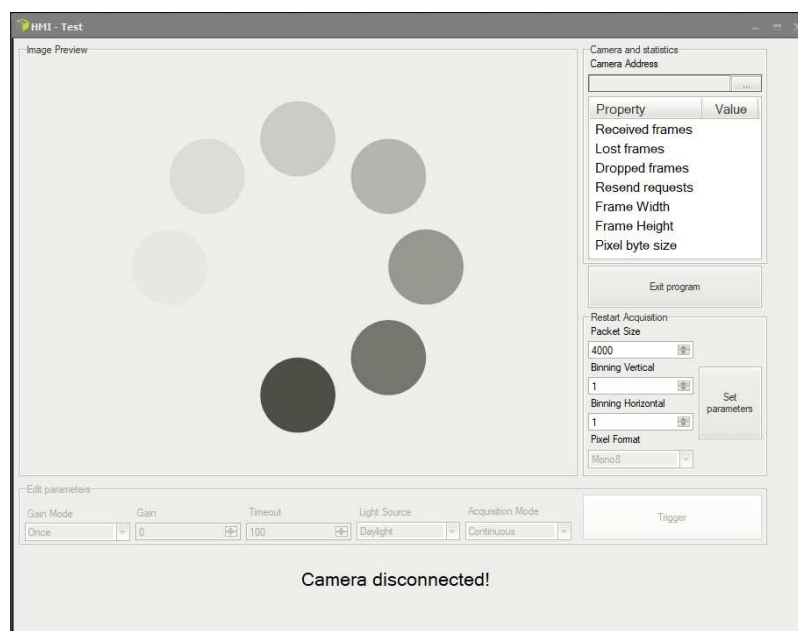 HMI - Test
Image Preview
Camera and statistics
Camera Address
...
Property Value
Received frames
Lost frames
Dropped frames
Resend requests
Frame Width
Frame Height
Pixel byte size
Exit program
Restart Acquisition
Packet Size
4000
Binning Vertical
1
Binning Horizontal
1
Set
parameters
Pixel Format
Mono8
Edit parameters
Gain Mode Gain Timeout Light Source Acquisition Mode
Once 0 100 Daylight Continuous
Trigger
Camera disconnected!